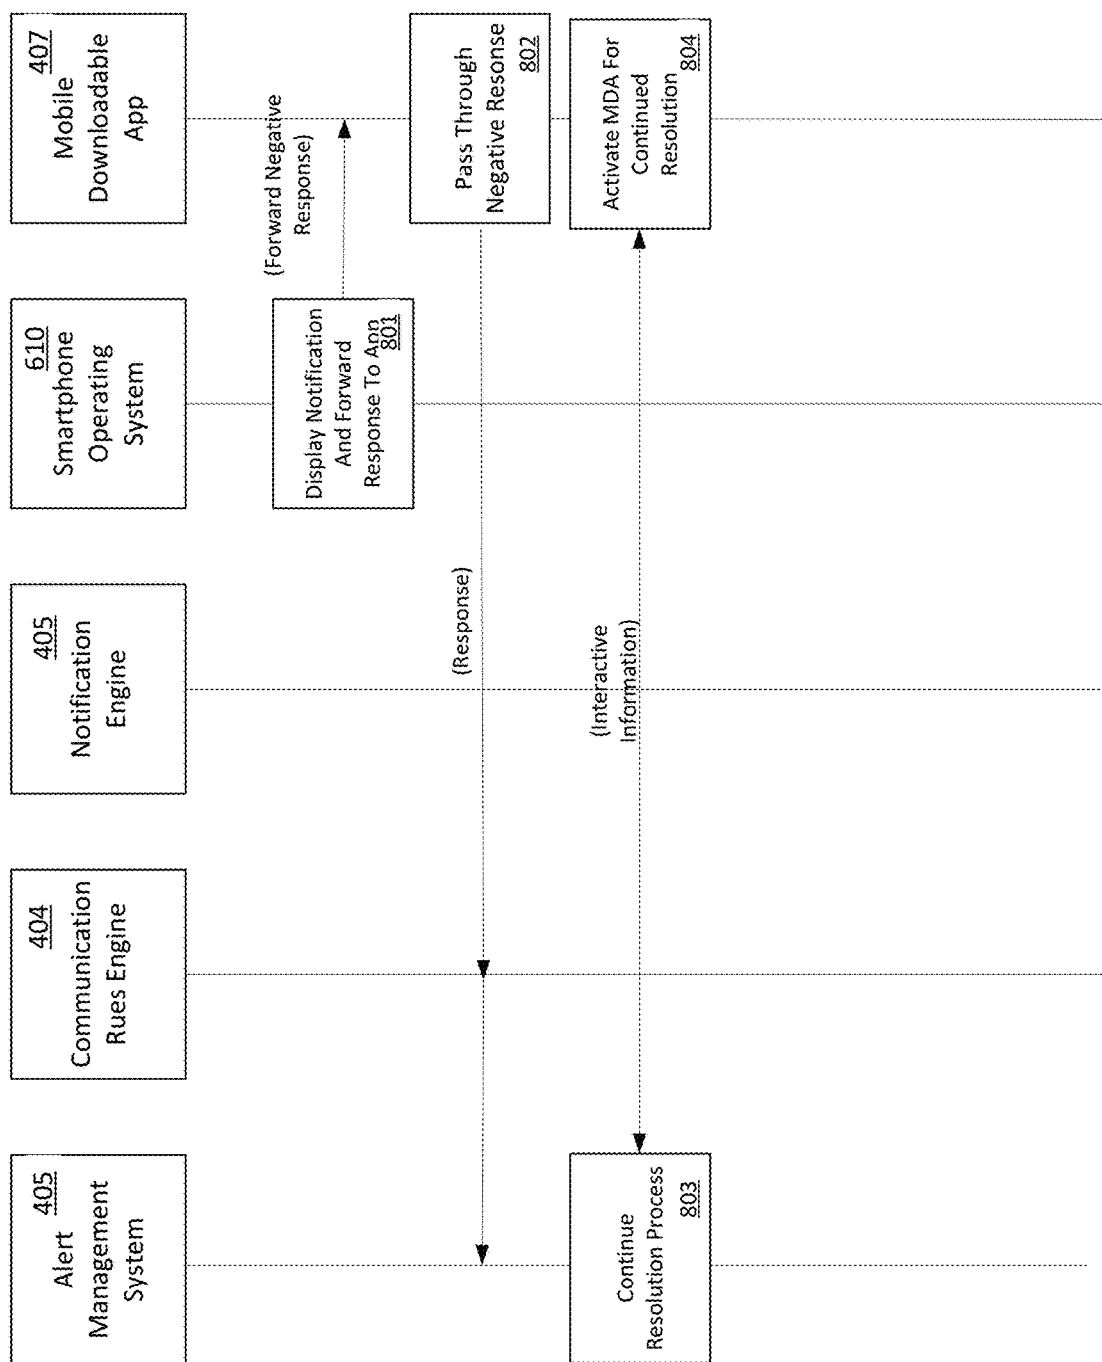 405
Alert
Management
System
404
Communication
Rues Engine
405
Notification
Engine
610
Smartphone
Operating
System
407
Mobile
Downloadable
App
Display Notification
And Forward
Response To App
801
(Forward Negative
Response)
Pass Through
Negative Resonse
802
(Response)
Continue
Resolution Process
803
(Interactive
Information)
Activate MDA For
Continued
Resolution
804